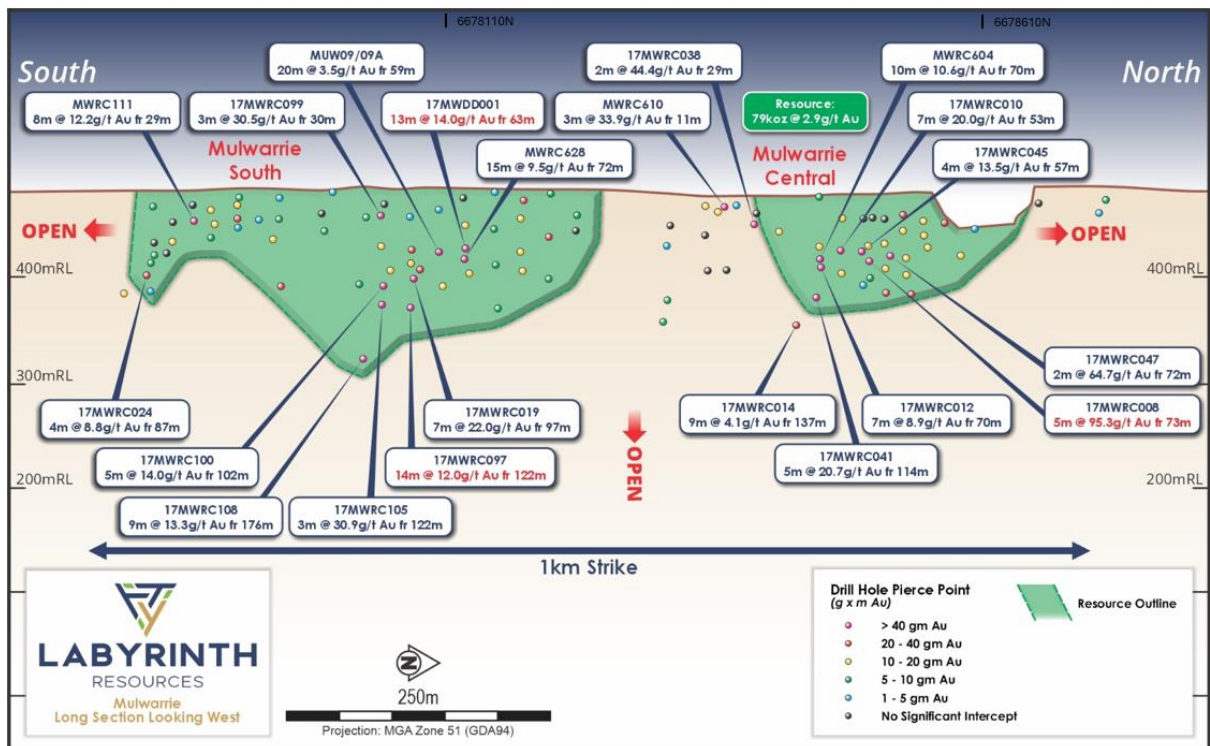 6678110N
6678610N
South
North
MUW09/09A
20m @ 3.5g/t Au fr 59m
17MWRC038
2m @ 44.4g/t Au fr 29m
MWRC604
10m @ 10.6g/t Au fr 70m
MWRC111
8m @ 12.2g/t Au fr 29m
17MWRC099
3m @ 30.5g/t Au fr 30m
17MWDD001
13m @ 14.0g/t Au fr 63m
MWRC610
3m @ 33.9g/t Au fr 11m
Resource:
79koz @ 2.9g/t Au
17MWRC010
7m @ 20.0g/t Au fr 53m
MWRC628
15m @ 9.5g/t Au fr 72m
17MWRC045
4m @ 13.5g/t Au fr 57m
Mulwarrie
South
Mulwarrie
Central
OPEN
OPEN
400mRL
400mRL
300mRL
300mRL
17MWRC047
2m @ 64.7g/t Au fr 72m
17MWRC024
4m @ 8.8g/t Au fr 87m
17MWRC019
7m @ 22.0g/t Au fr 97m
OPEN
17MWRC014
9m @ 4.1g/t Au fr 137m
17MWRC012
7m @ 8.9g/t Au fr 70m
17MWRC008
5m @ 95.3g/t Au fr 73m
17MWRC100
5m @ 14.0g/t Au fr 102m
17MWRC097
14m @ 12.0g/t Au fr 122m
17MWRC041
5m @ 20.7g/t Au fr 114m
200mRL
200mRL
17MWRC108
9m @ 13.3g/t Au fr 176m
17MWRC105
3m @ 30.9g/t Au fr 122m
1km Strike
LABYRINTH
RESOURCES
Mulwarrie
Long Section Looking West
N
250m
Projection: MGA Zone 51 (GDA94)
Drill Hole Pierce Point
(g x m Au)
> 40 gm Au
20 - 40 gm Au
10 - 20 gm Au
5 - 10 gm Au
1 - 5 gm Au
No Significant Intercept
Resource Outline